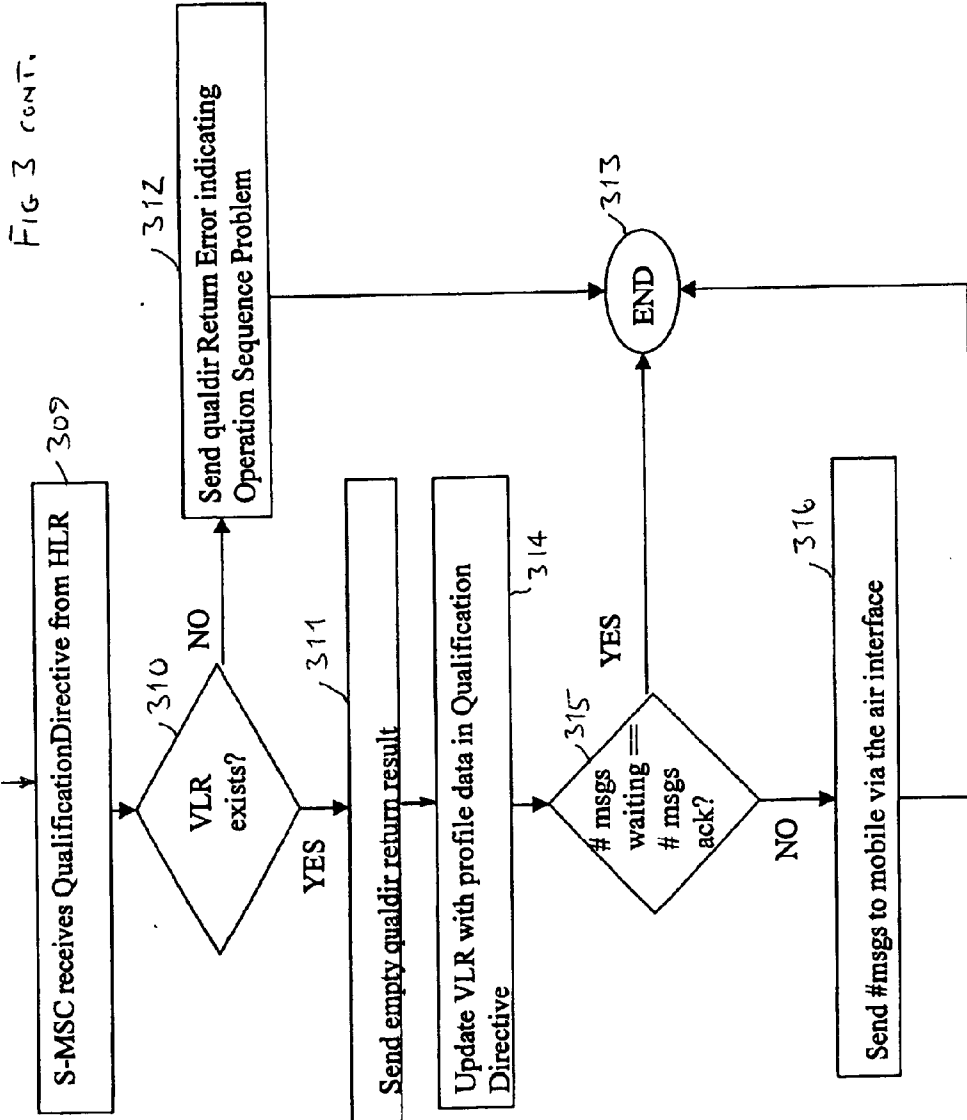 FIG 3 CONT.
S-MSC receives QualificationDirective from HLR
309
310
VLR
exists?
NO
YES
312
Send qualdir Return Error indicating
Operation Sequence Problem
311
Send empty qualdir return result
314
Update VLR with profile data in Qualification
Directive
315
# msgs
waiting ==
# msgs
ack?
YES
NO
313
END
316
Send #msgs to mobile via the air interface